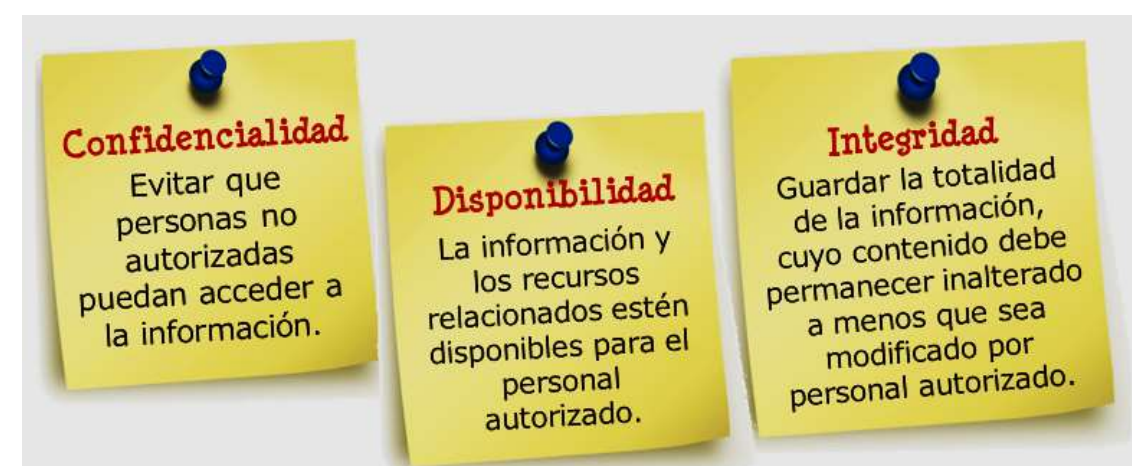 Confidencialidad
Evitar que
personas no
autorizadas
puedan acceder a
la información.
Disponibilidad
La información y
los recursos
relacionados estén
disponibles para el
personal
autorizado.
Integridad
Guardar la totalidad
de la información,
cuyo contenido debe
permanecer inalterado
a menos que sea
modificado por
personal autorizado.